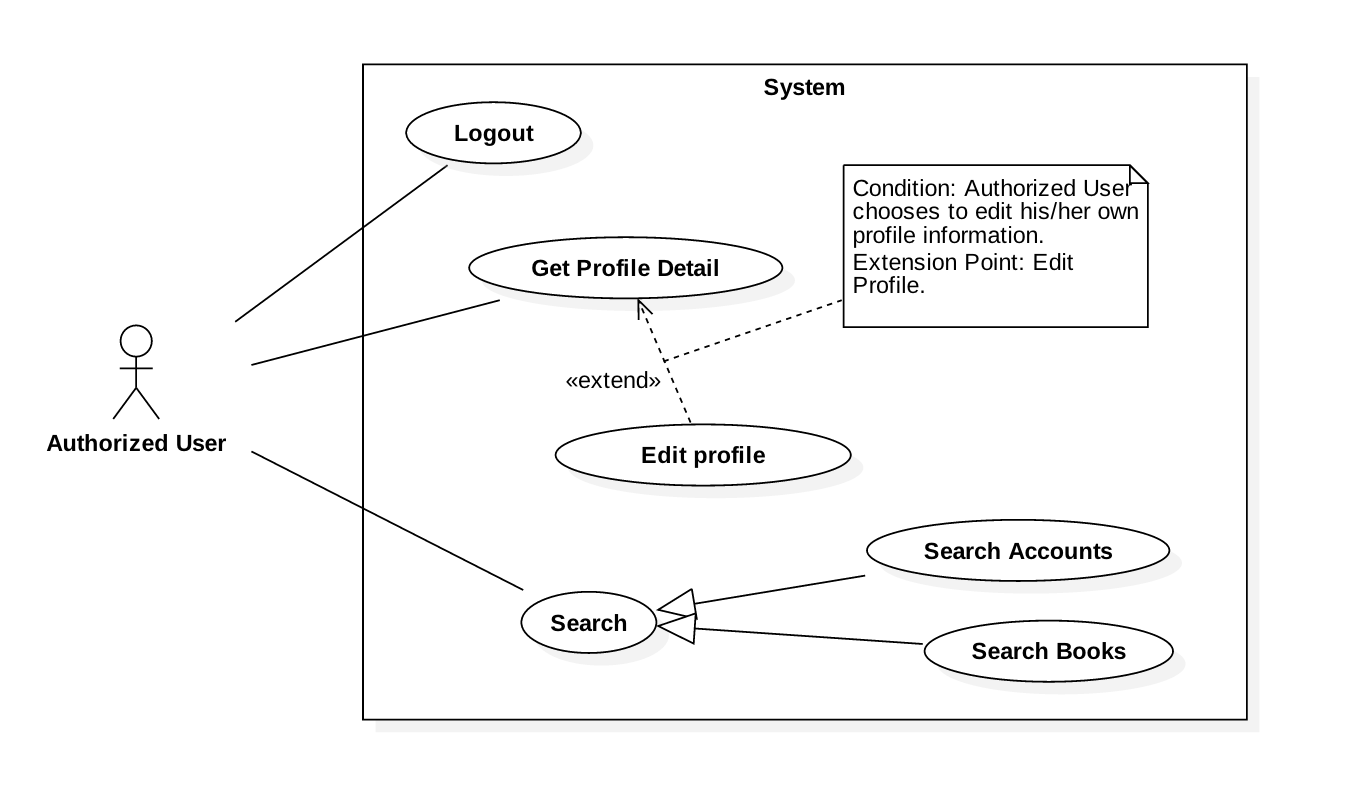 System
Logout
Condition: Authorized User
chooses to edit his/her own
profile information.
Extension Point: Edit
Profile.
Get Profile Detail
«extend»
Authorized User
Edit profile
Search Accounts
Search
Search Books